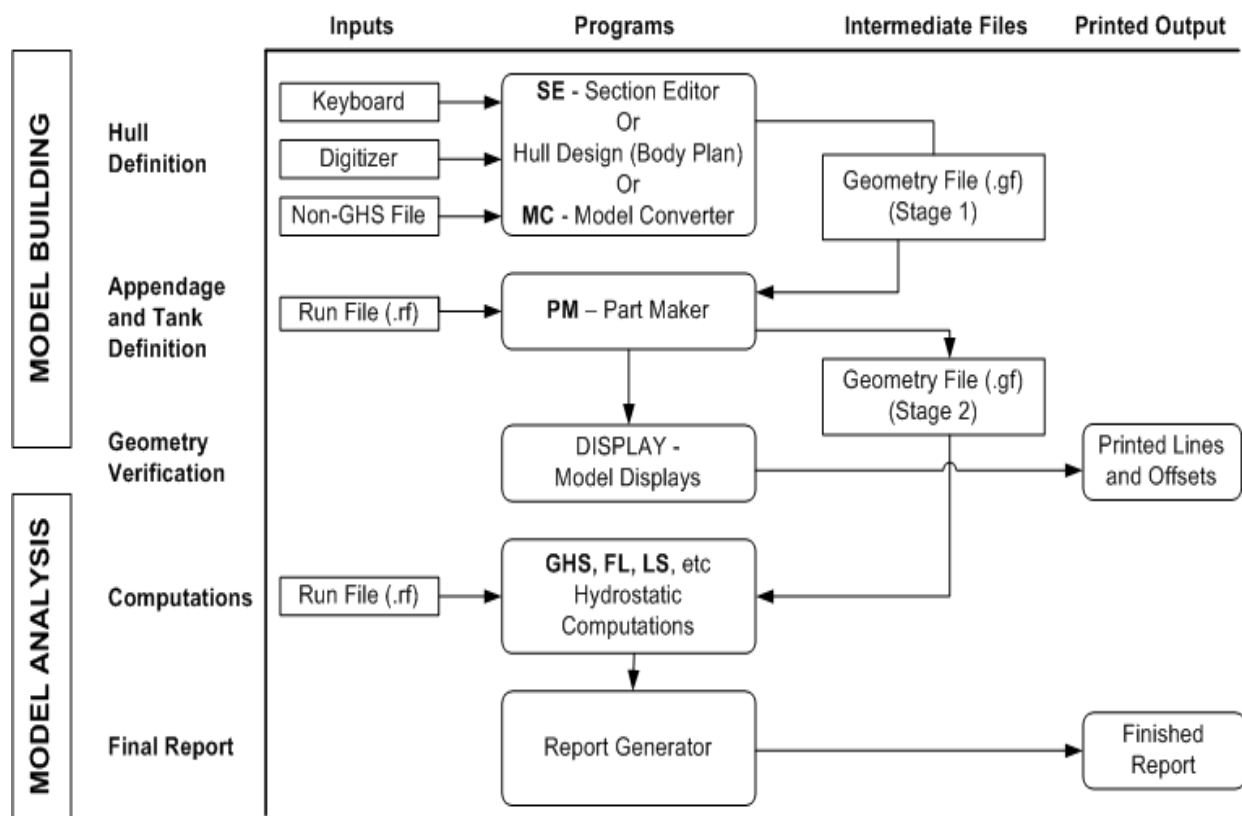 Inputs
Programs
Intermediate Files
Printed Output
MODEL BUILDING
Hull
Definition
Keyboard
Digitizer
Non-GHS File
SE - Section Editor
Or
Hull Design (Body Plan)
Or
MC - Model Converter
Geometry File (.gf)
(Stage 1)
Appendage
and Tank
Definition
Run File (.rf)
PM – Part Maker
Geometry File (.gf)
(Stage 2)
Geometry
Verification
DISPLAY -
Model Displays
Printed Lines
and Offsets
MODEL ANALYSIS
Computations
Run File (.rf)
GHS, FL, LS, etc
Hydrostatic
Computations
Final Report
Report Generator
Finished
Report